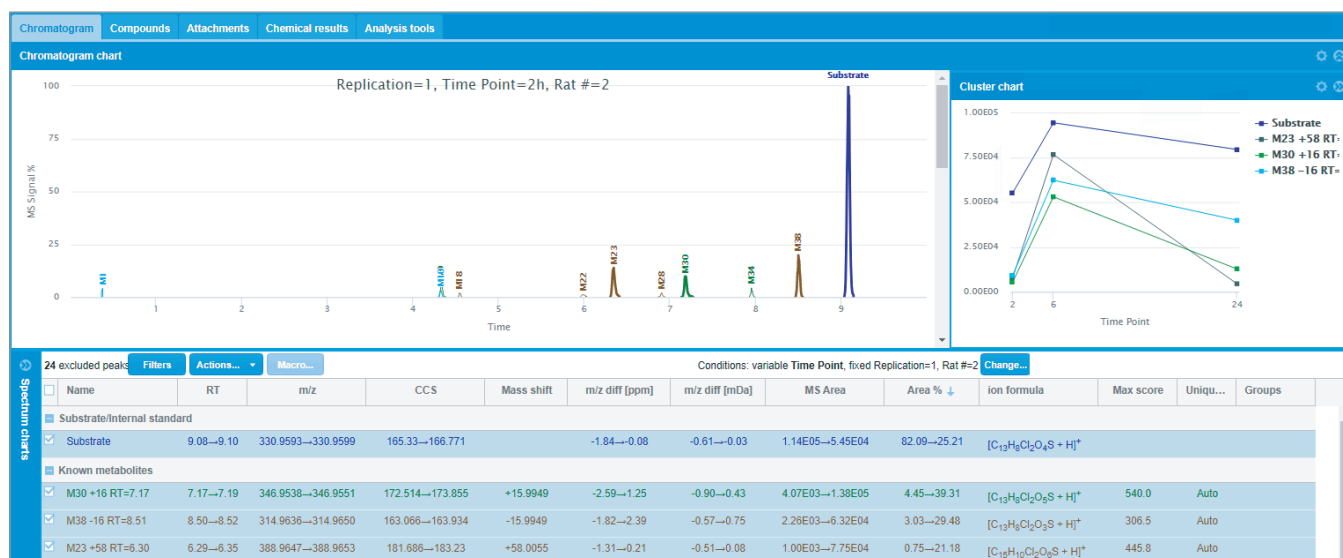 Chromatogram Compounds Attachments Chemical results Analysis tools
Chromatogram chart
Replication=1, Time Point=2h, Rat #=2
Substrate
100
75
50
25
0
MS Signal %
M1
M18
M22
M23
M28
M30
M34
M38
1 2 3 4 5 6 7 8 9
Time
Cluster chart
1.00E05
7.50E04
5.00E04
2.50E04
0.00E00
2 6 24
Time Point
Substrate
M23 +58 RT=
M30 +16 RT=
M38 −16 RT=
Spectrum charts
24 excluded peaks Filters Actions... Macro... Conditions: variable Time Point, fixed Replication=1, Rat #=2 Change...
Name RT m/z CCS Mass shift m/z diff [ppm] m/z diff [mDa] MS Area Area % ↓ ion formula Max score Uniqu... Groups
Substrate/Internal standard
Substrate 9.08→9.10 330.9593→330.9599 165.33→166.771 -1.84→-0.08 -0.61→-0.03 1.14E05→5.45E04 82.09→25.21 [C₁₃H₈Cl₂O₄S + H]⁺
Known metabolites
M30 +16 RT=7.17 7.17→7.19 346.9538→346.9551 172.514→173.855 +15.9949 -2.59→1.25 -0.90→0.43 4.07E03→1.38E05 4.45→39.31 [C₁₃H₈Cl₂O₅S + H]⁺ 540.0 Auto
M38 -16 RT=8.51 8.50→8.52 314.9636→314.9650 163.066→163.934 -15.9949 -1.82→2.39 -0.57→0.75 2.26E03→6.32E04 3.03→29.48 [C₁₃H₈Cl₂O₃S + H]⁺ 306.5 Auto
M23 +58 RT=6.30 6.29→6.35 388.9647→388.9653 181.686→183.23 +58.0055 -1.31→0.21 -0.51→0.08 1.00E03→7.75E04 0.75→21.18 [C₁₅H₁₀Cl₂O₆S + H]⁺ 445.8 Auto